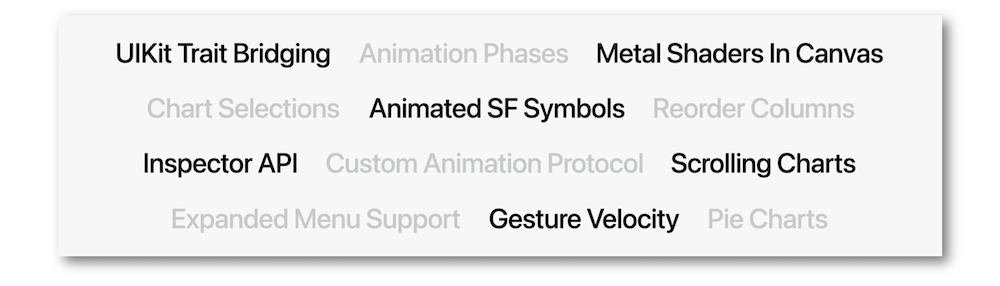 UIKit Trait Bridging Animation Phases Metal Shaders In Canvas
Chart Selections Animated SF Symbols Reorder Columns
Inspector API Custom Animation Protocol Scrolling Charts
Expanded Menu Support Gesture Velocity Pie Charts